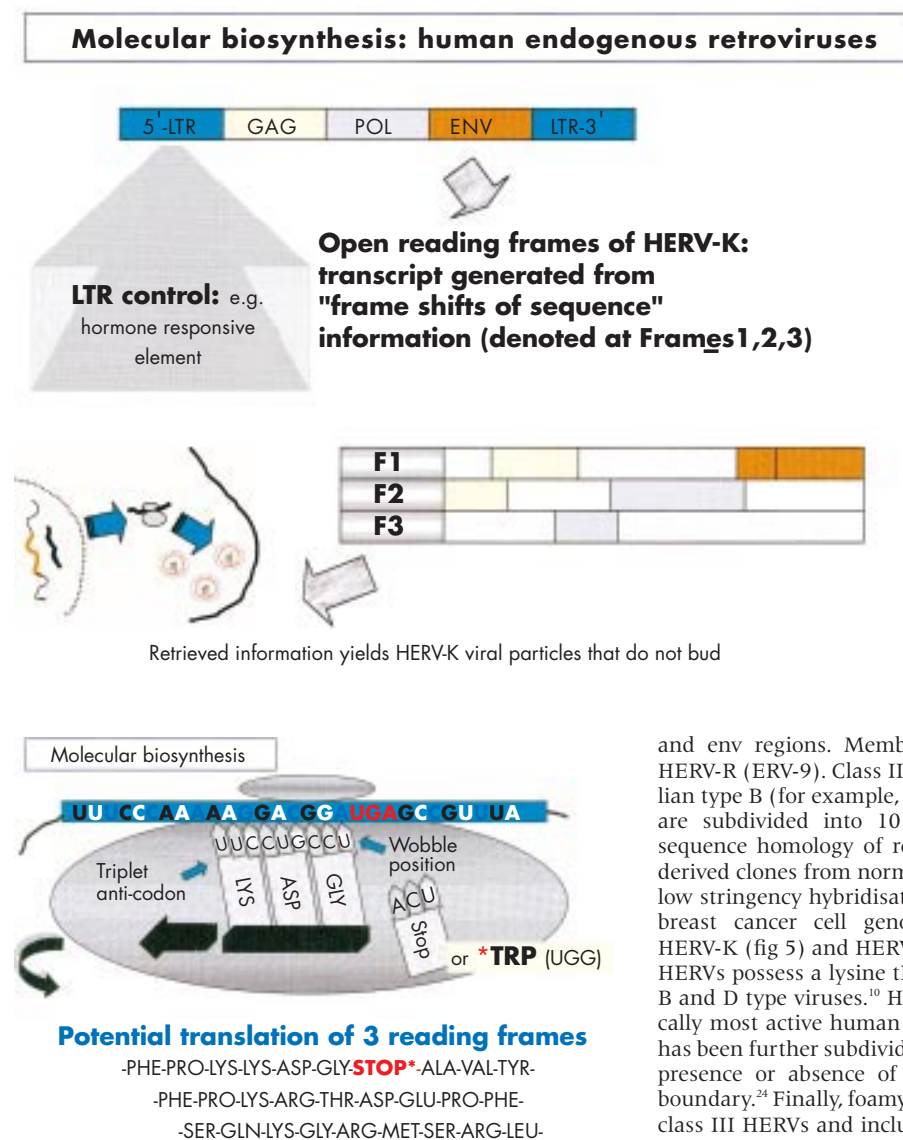 Molecular biosynthesis: human endogenous retroviruses
5'-LTR GAG POL ENV LTR-3'
Open reading frames of HERV-K:
transcript generated from
"frame shifts of sequence"
information (denoted at Frames1,2,3)
LTR control: e.g.
hormone responsive
element
F1
F2
F3
Retrieved information yields HERV-K viral particles that do not bud
Molecular biosynthesis
UUUCCUAAAAAGGAUGGAUGAGCUGUUUA
UUCCUGCCU
Triplet
anti-codon
Wobble
position
LYS
ASP
GLY
ACU
Stop
or *TRP (UGG)
Potential translation of 3 reading frames
-PHE-PRO-LYS-LYS-ASP-GLY-STOP*-ALA-VAL-TYR-
-PHE-PRO-LYS-ARG-THR-ASP-GLU-PRO-PHE-
-SER-GLN-LYS-GLY-ARG-MET-SER-ARG-LEU-
and env regions. Memb
HERV-R (ERV-9). Class II
lian type B (for example,
are subdivided into 10
sequence homology of re
derived clones from norm
low stringency hybridisat
breast cancer cell geno
HERV-K (fig 5) and HERV
HERVs possess a lysine tI
B and D type viruses.¹⁰ H
cally most active human
has been further subdivid
presence or absence of
boundary.²⁴ Finally, foamy
class III HERVs and includ